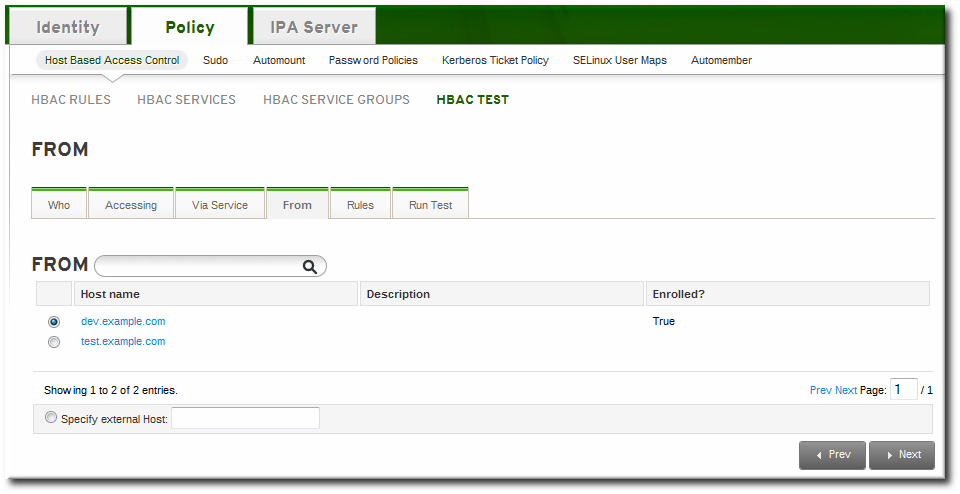 Identity Policy IPA Server
Host Based Access Control Sudo Automount Password Policies Kerberos Ticket Policy SELinux User Maps Automember
HBAC RULES HBAC SERVICES HBAC SERVICE GROUPS HBAC TEST
FROM
Who Accessing Via Service From Rules Run Test
FROM
Host name Description Enrolled?
dev.example.com True
test.example.com
Showing 1 to 2 of 2 entries. Prev Next Page: 1 / 1
Specify external Host:
Prev Next